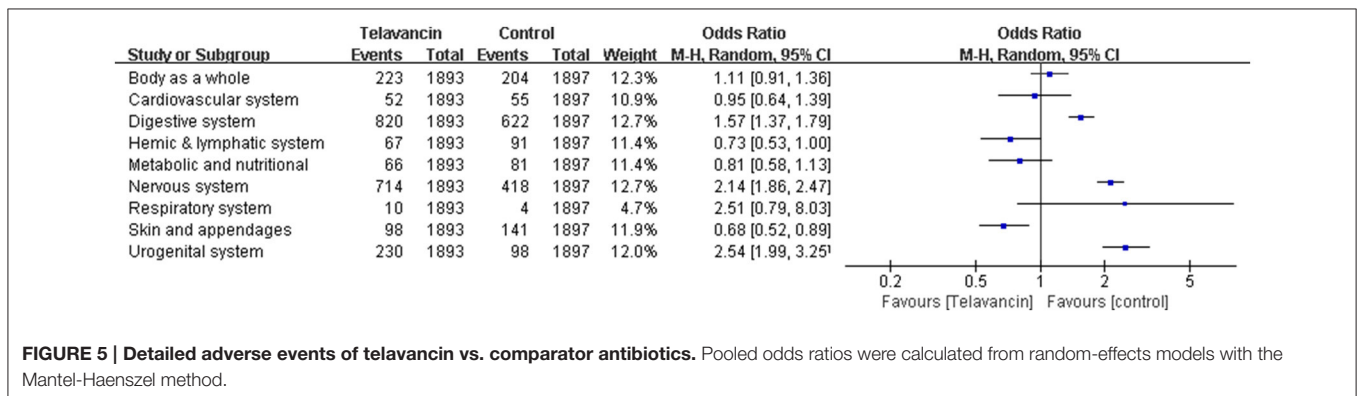 Telavancin Control Odds Ratio Odds Ratio
Study or Subgroup Events Total Events Total Weight M-H, Random, 95% CI M-H, Random, 95% CI
Body as a whole 223 1893 204 1897 12.3% 1.11 [0.91, 1.36]
Cardiovascular system 52 1893 55 1897 10.9% 0.95 [0.64, 1.39]
Digestive system 820 1893 622 1897 12.7% 1.57 [1.37, 1.79]
Hemic & lymphatic system 67 1893 91 1897 11.4% 0.73 [0.53, 1.00]
Metabolic and nutritional 66 1893 81 1897 11.4% 0.81 [0.58, 1.13]
Nervous system 714 1893 418 1897 12.7% 2.14 [1.86, 2.47]
Respiratory system 10 1893 4 1897 4.7% 2.51 [0.79, 8.03]
Skin and appendages 98 1893 141 1897 11.9% 0.68 [0.52, 0.89]
Urogenital system 230 1893 98 1897 12.0% 2.54 [1.99, 3.25]
0.2 0.5 1 2 5
Favours [Telavancin] Favours [control]
FIGURE 5 | Detailed adverse events of telavancin vs. comparator antibiotics. Pooled odds ratios were calculated from random-effects models with the
Mantel-Haenszel method.